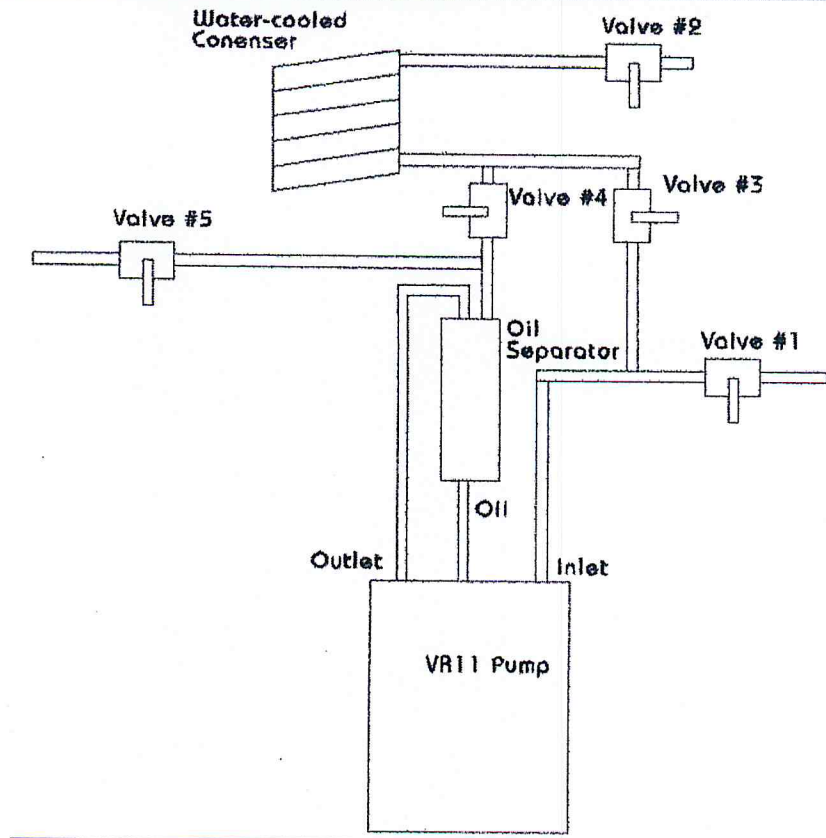 Water-cooled
Conenser
Valve #2
Valve #3
Valve #4
Valve #5
Oil
Separator
Valve #1
Oil
Outlet
Inlet
VR11 Pump